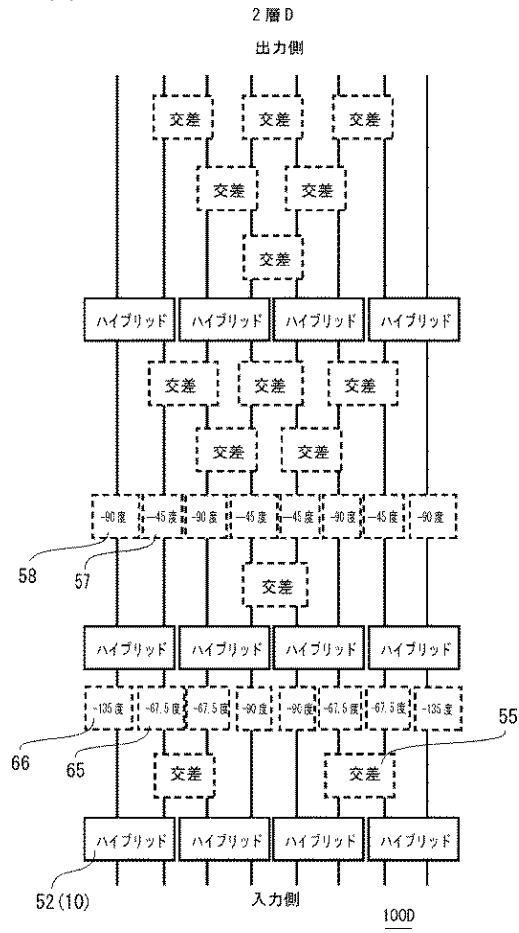 2層D
出力側
交差 交差 交差
交差 交差
交差
ハイブリッド ハイブリッド ハイブリッド ハイブリッド
交差 交差 交差
交差 交差
-90度 -45度 -90度 -45度 -45度 -90度 -45度 -90度
58 57
交差
ハイブリッド ハイブリッド ハイブリッド ハイブリッド
-135度 -67.5度 -67.5度 -90度 -90度 -67.5度 -67.5度 -135度
66 65 55
交差 交差
ハイブリッド ハイブリッド ハイブリッド ハイブリッド
52(10) 入力側
100D